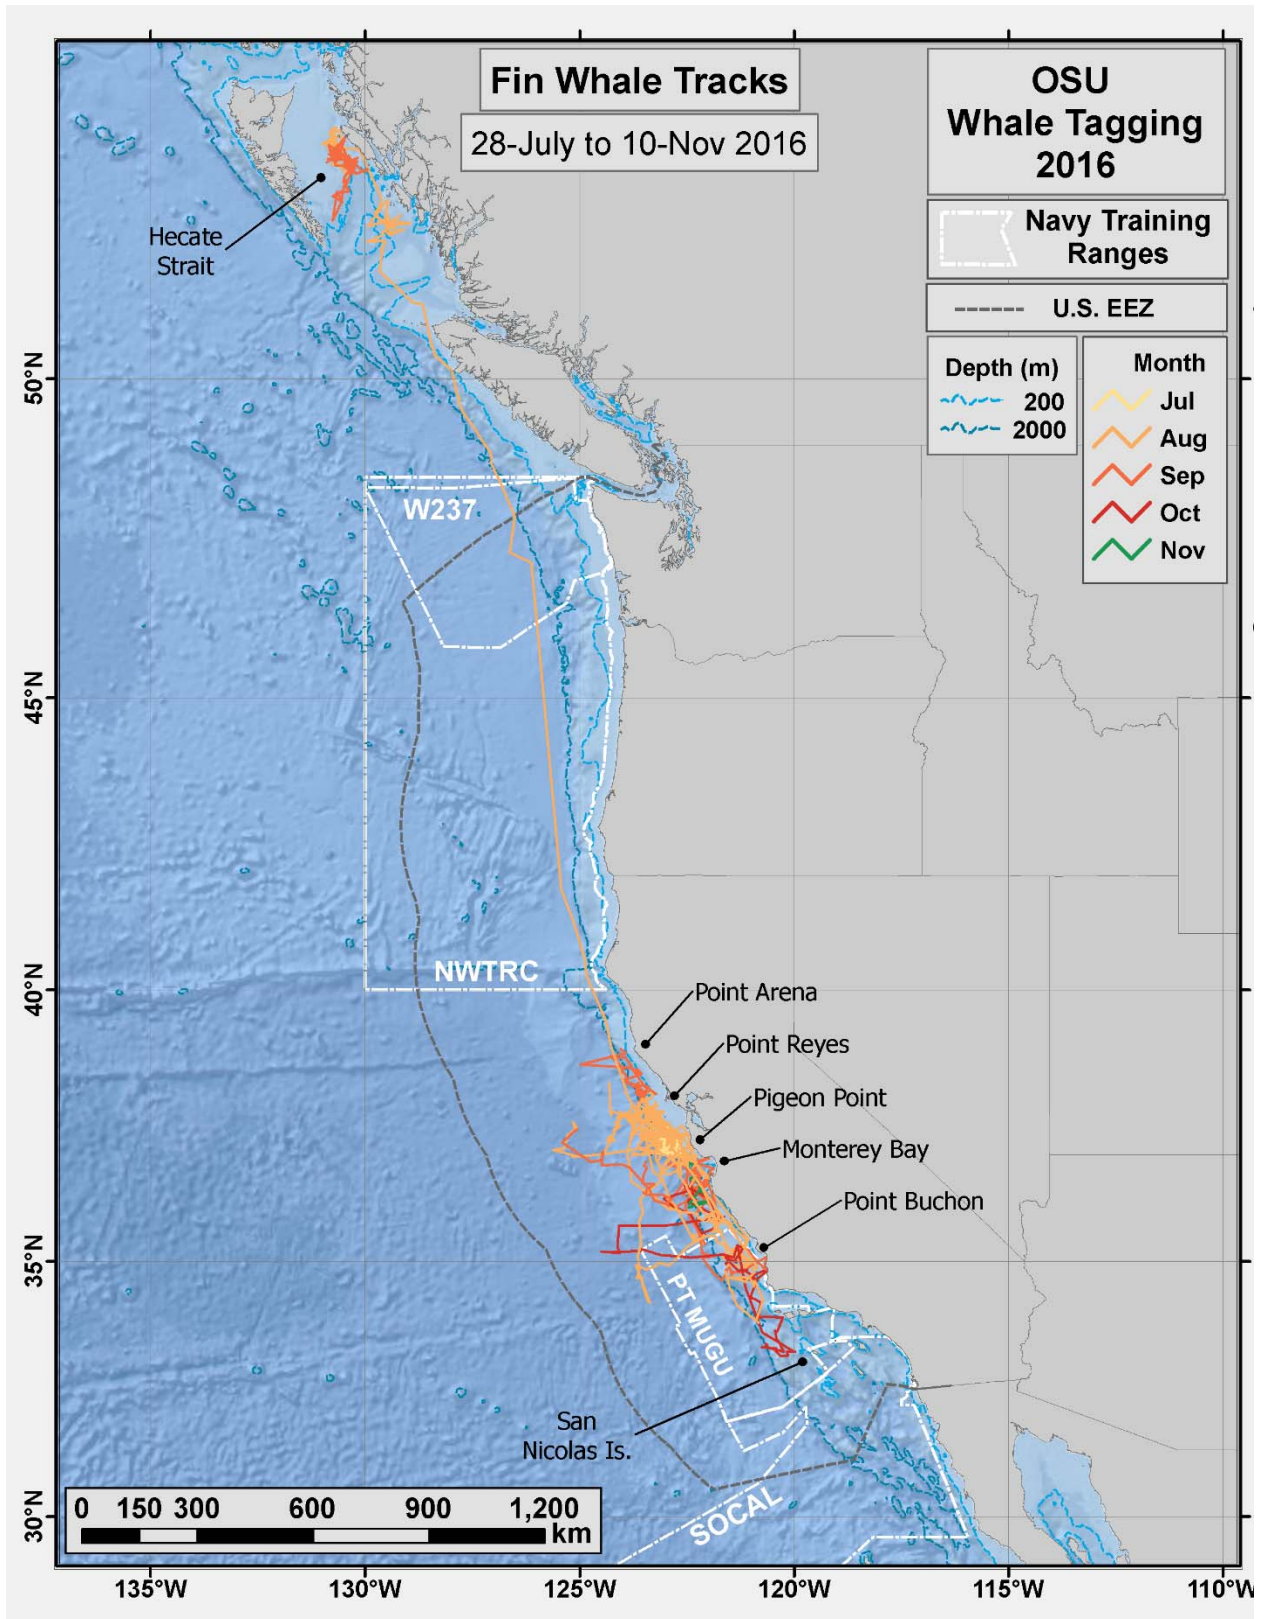 Fin Whale Tracks
28-July to 10-Nov 2016
OSU
Whale Tagging
2016
Navy Training
Ranges
U.S. EEZ
Depth (m)
200
2000
Month
Jul
Aug
Sep
Oct
Nov
Hecate
Strait
50°N
W237
45°N
NWTRC
40°N
Point Arena
Point Reyes
Pigeon Point
Monterey Bay
Point Buchon
35°N
PT MUGU
San
Nicolas Is.
SOCAL
30°N
0 150 300 600 900 1,200
km
135°W 130°W 125°W 120°W 115°W 110°W